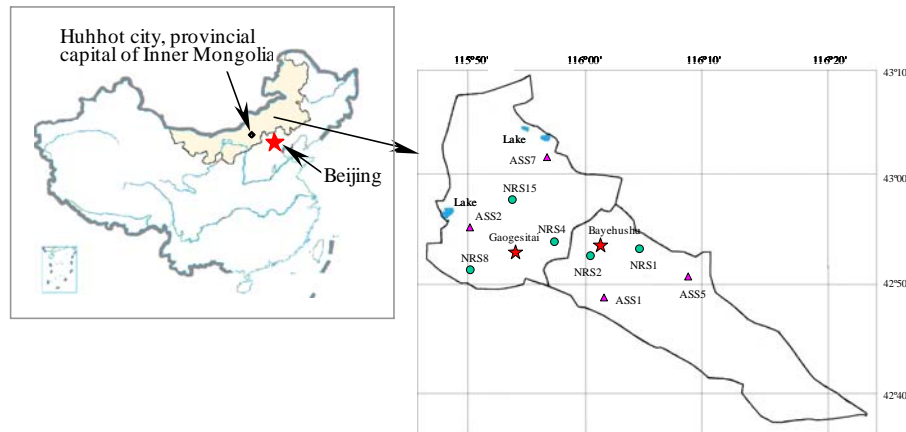 Huhhot city, provincial
capital of Inner Mongolia
Beijing
115°50' 116°00' 116°10' 116°20'
43°10'
Lake
ASS7
43°00'
NRS15
Lake
ASS2
NRS4
Bayehushu
Gaogesitai
NRS8
NRS2
NRS1
42°50'
ASS1
ASS5
42°40'